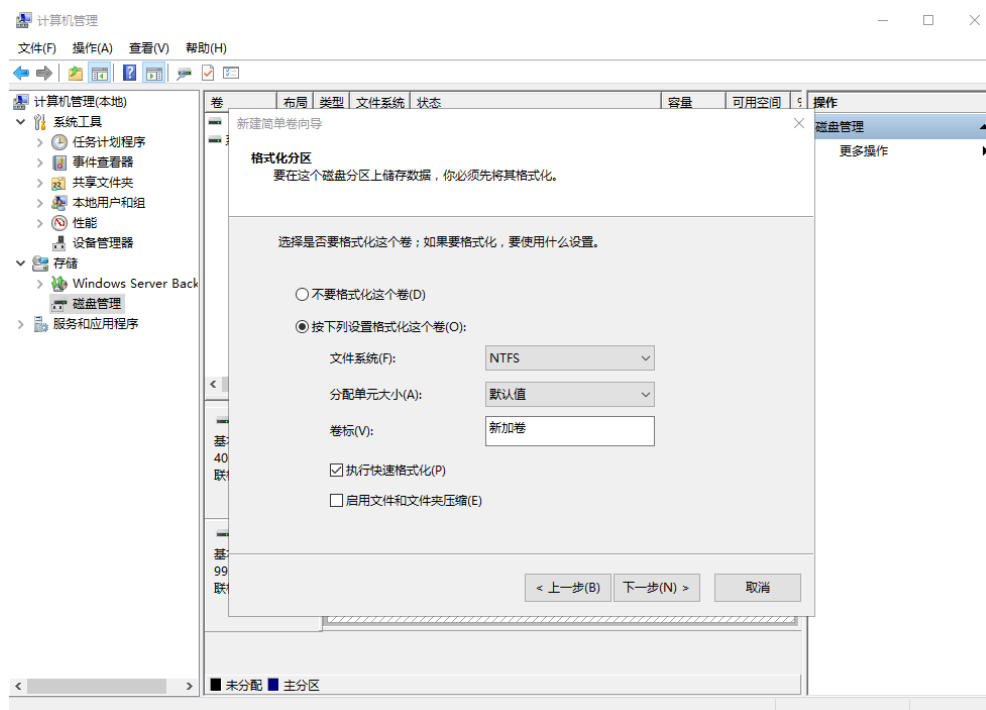 计算机管理
文件(F) 操作(A) 查看(V) 帮助(H)
计算机管理(本地)
系统工具
任务计划程序
事件查看器
共享文件夹
本地用户和组
性能
设备管理器
存储
Windows Server Back
磁盘管理
服务和应用程序
卷 布局 类型 文件系统 状态 容量 可用空间
操作
磁盘管理
更多操作
新建简单卷向导
格式化分区
要在这个磁盘分区上储存数据，你必须先将其格式化。
选择是否要格式化这个卷；如果要格式化，要使用什么设置。
不要格式化这个卷(D)
按下列设置格式化这个卷(O):
文件系统(F): NTFS
分配单元大小(A): 默认值
卷标(V): 新加卷
执行快速格式化(P)
启用文件和文件夹压缩(E)
< 上一步(B) 下一步(N) > 取消
基
40
联
基
99
联
未分配 主分区